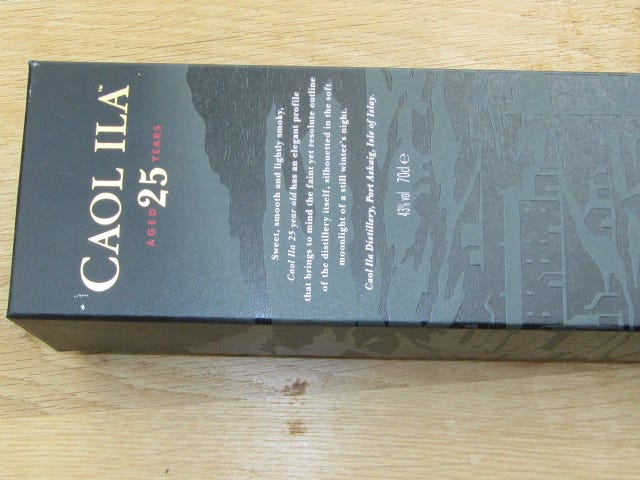 CAOL ILA™
AGED 25 YEARS
Sweet, smooth and lightly smoky,
Caol Ila 25 year old has an elegant profile
that brings to mind the faint yet resolute outline
of the distillery itself, silhouetted in the soft
moonlight of a still winter's night.
Caol Ila Distillery, Port Askaig, Isle of Islay.
43%vol 70cl ℮